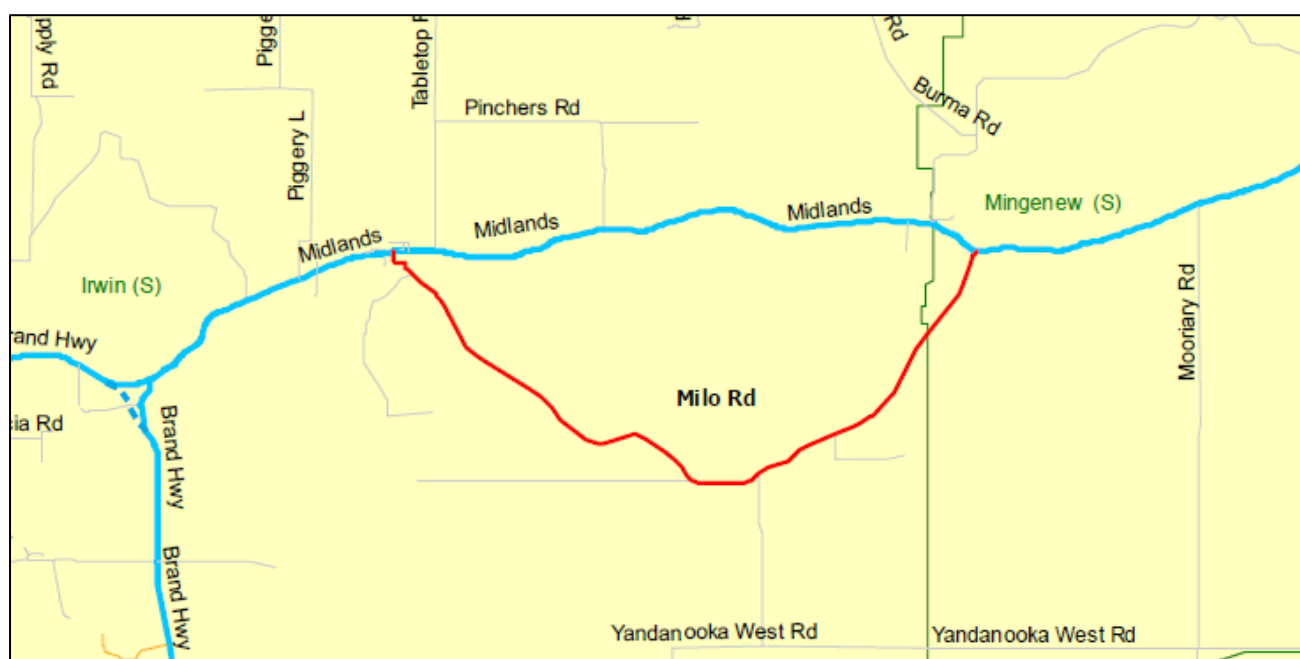 pply Rd
Pigge
Tabletop R
Rd
Burma Rd
Pinchers Rd
Piggery L
Midlands
Midlands
Midlands
Mingenew (S)
Irwin (S)
rand Hwy
Mooriary Rd
Milo Rd
cia Rd
Brand Hwy
Brand Hwy
Yandanooka West Rd
Yandanooka West Rd